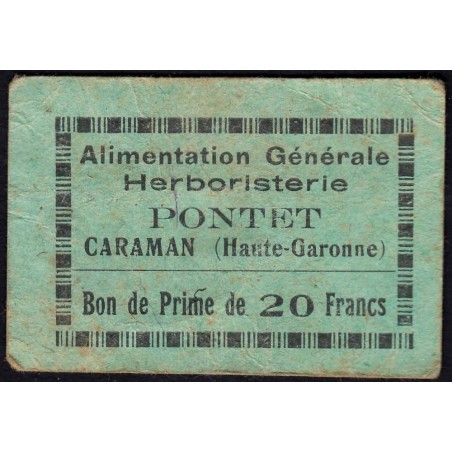 Alimentation Générale
Herboristerie
PONTET
CARAMAN (Haute-Garonne)
Bon de Prime de 20 Francs